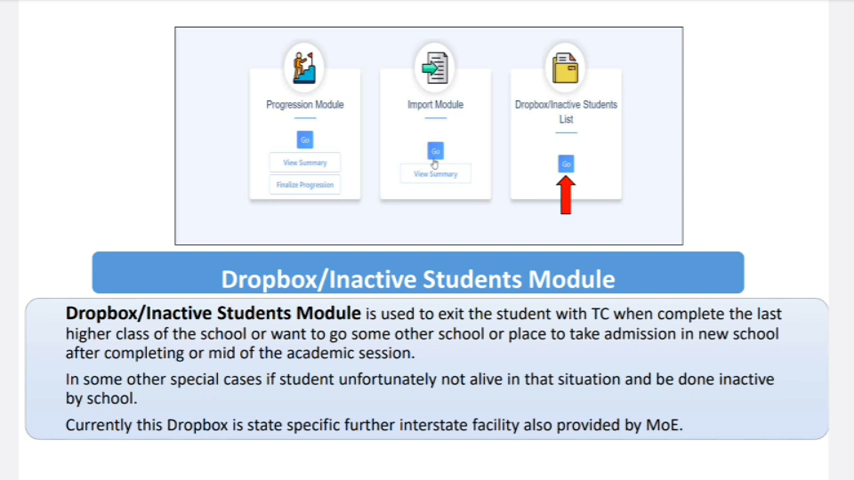 Progression Module
Import Module
Dropbox/Inactive Students
List
Go
Go
Go
View Summary
View Summary
Finalize Progression
Dropbox/Inactive Students Module
Dropbox/Inactive Students Module is used to exit the student with TC when complete the last
higher class of the school or want to go some other school or place to take admission in new school
after completing or mid of the academic session.
In some other special cases if student unfortunately not alive in that situation and be done inactive
by school.
Currently this Dropbox is state specific further interstate facility also provided by MoE.